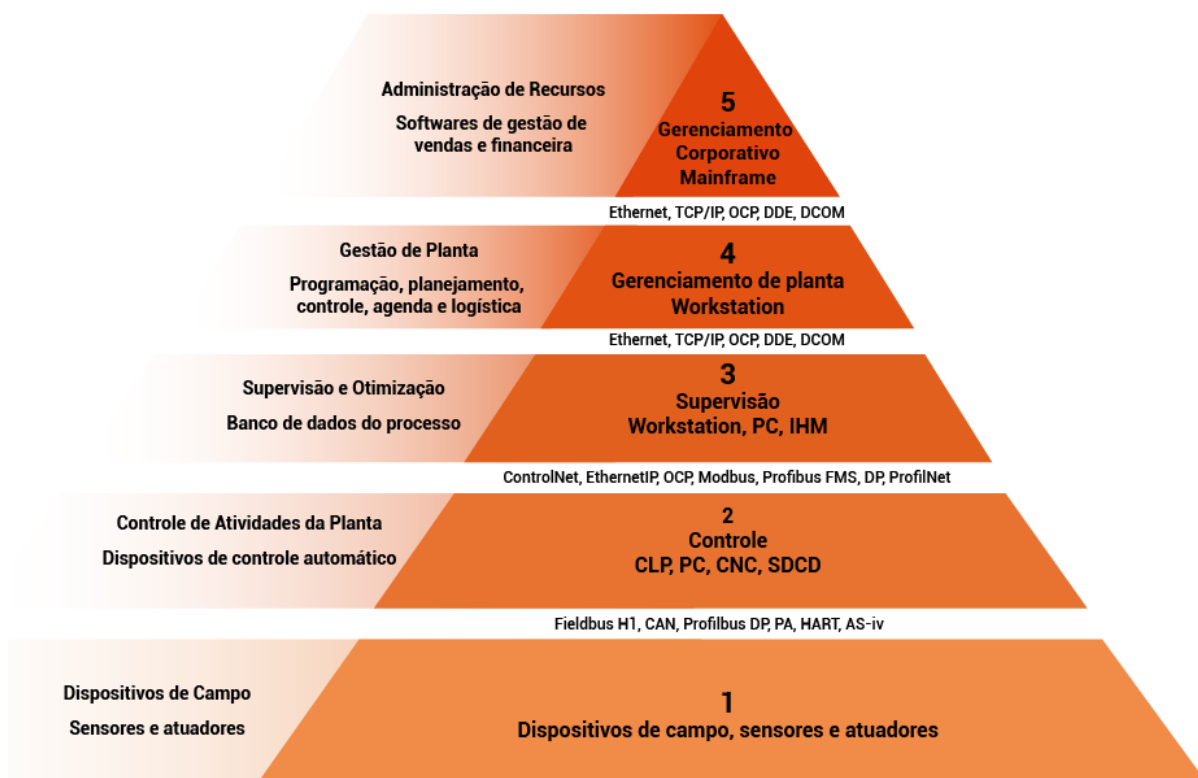 Administração de Recursos
Softwares de gestão de
vendas e financeira
5
Gerenciamento
Corporativo
Mainframe
Ethernet, TCP/IP, OCP, DDE, DCOM
Gestão de Planta
Programação, planejamento,
controle, agenda e logística
4
Gerenciamento de planta
Workstation
Ethernet, TCP/IP, OCP, DDE, DCOM
Supervisão e Otimização
Banco de dados do processo
3
Supervisão
Workstation, PC, IHM
ControlNet, EthernetIP, OCP, Modbus, Profibus FMS, DP, ProfilNet
Controle de Atividades da Planta
Dispositivos de controle automático
2
Controle
CLP, PC, CNC, SDCD
Fieldbus H1, CAN, Profilbus DP, PA, HART, AS-iv
Dispositivos de Campo
Sensores e atuadores
1
Dispositivos de campo, sensores e atuadores